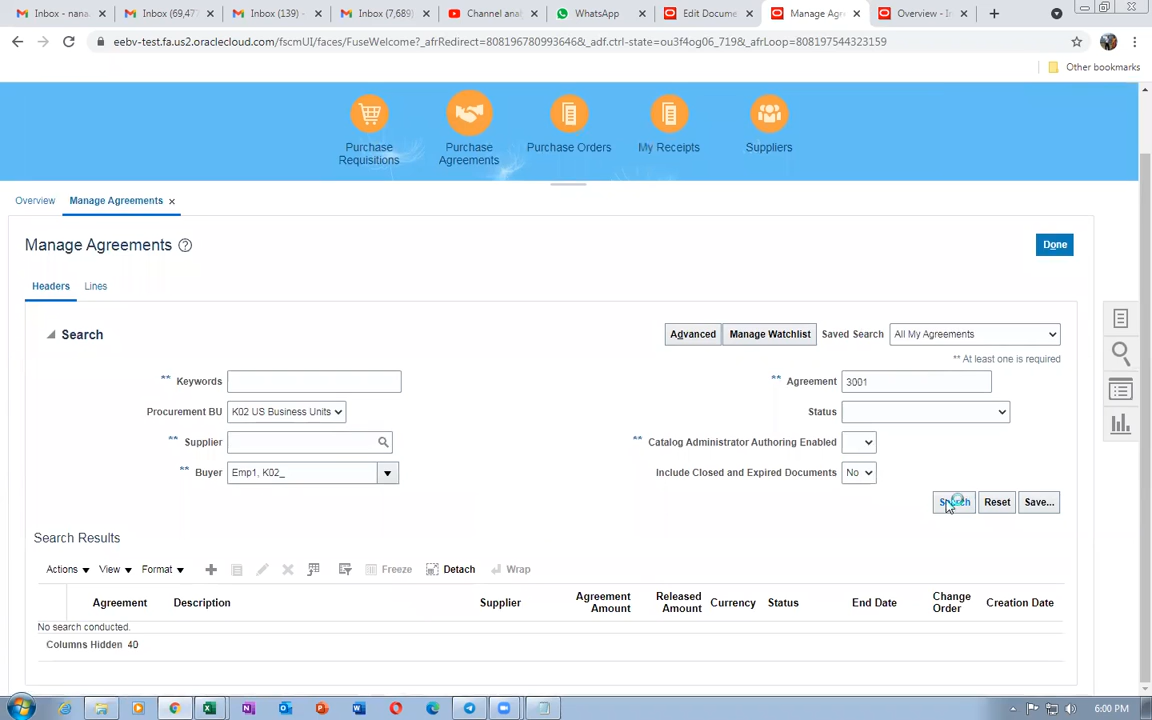 Inbox - nana
Inbox (69,47
Inbox (139) -
Inbox (7,689)
Channel anal
WhatsApp
Edit Docume
Manage Agr
Overview - In
eebv-test.fa.us2.oraclecloud.com/fscmUI/faces/FuseWelcome?_afrRedirect=8081967809936​46&_adf.ctrl-state=ou3f4og06_719&_afrLoop=808197544323159
Other bookmarks
Purchase Requisitions
Purchase Agreements
Purchase Orders
My Receipts
Suppliers
Overview
Manage Agreements
Manage Agreements
Done
Headers
Lines
Search
Advanced
Manage Watchlist
Saved Search
All My Agreements
** At least one is required
** Keywords
** Agreement 3001
Procurement BU K02 US Business Units
Status
** Supplier
** Catalog Administrator Authoring Enabled
** Buyer Emp1, K02_
Include Closed and Expired Documents No
Search
Reset
Save...
Search Results
Actions
View
Format
Freeze
Detach
Wrap
Agreement
Description
Supplier
Agreement Amount
Released Amount
Currency
Status
End Date
Change Order
Creation Date
No search conducted.
Columns Hidden 40
6:00 PM